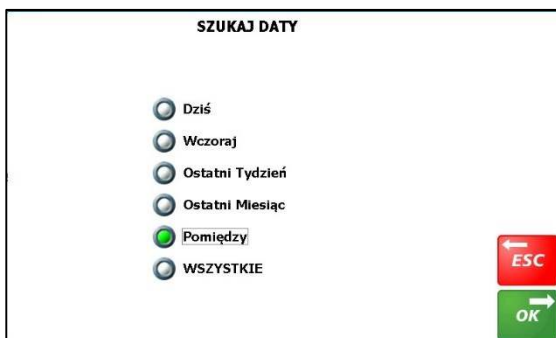 SZUKAJ DATY
Dziś
Wczoraj
Ostatni Tydzień
Ostatni Miesiąc
Pomiędzy
WSZYSTKIE
ESC
OK